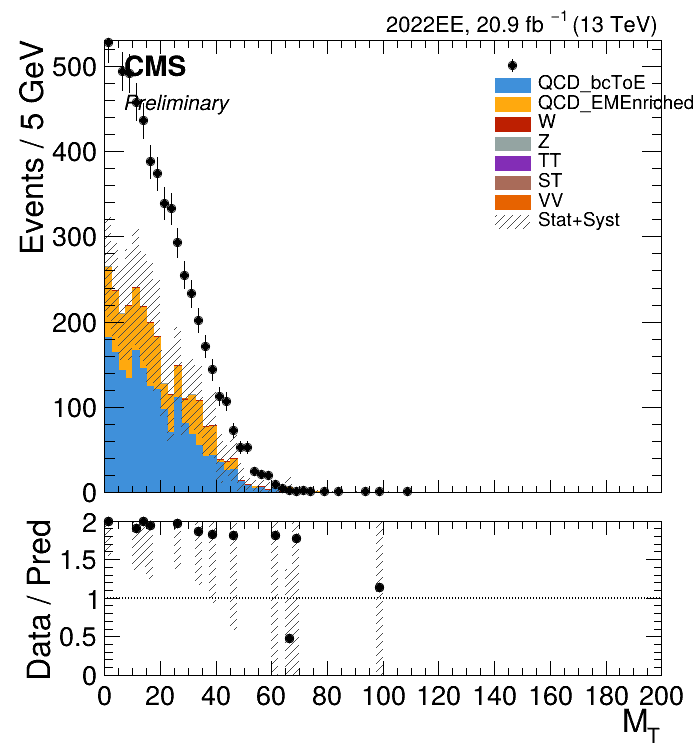 2022EE, 20.9 fb⁻¹ (13 TeV)
Events / 5 GeV
500
400
300
200
100
0
CMS
Preliminary
QCD_bcToE
QCD_EMEnriched
W
Z
TT
ST
VV
Stat+Syst
Data / Pred
2
1.5
1
0.5
0
0 20 40 60 80 100 120 140 160 180 200
M_T